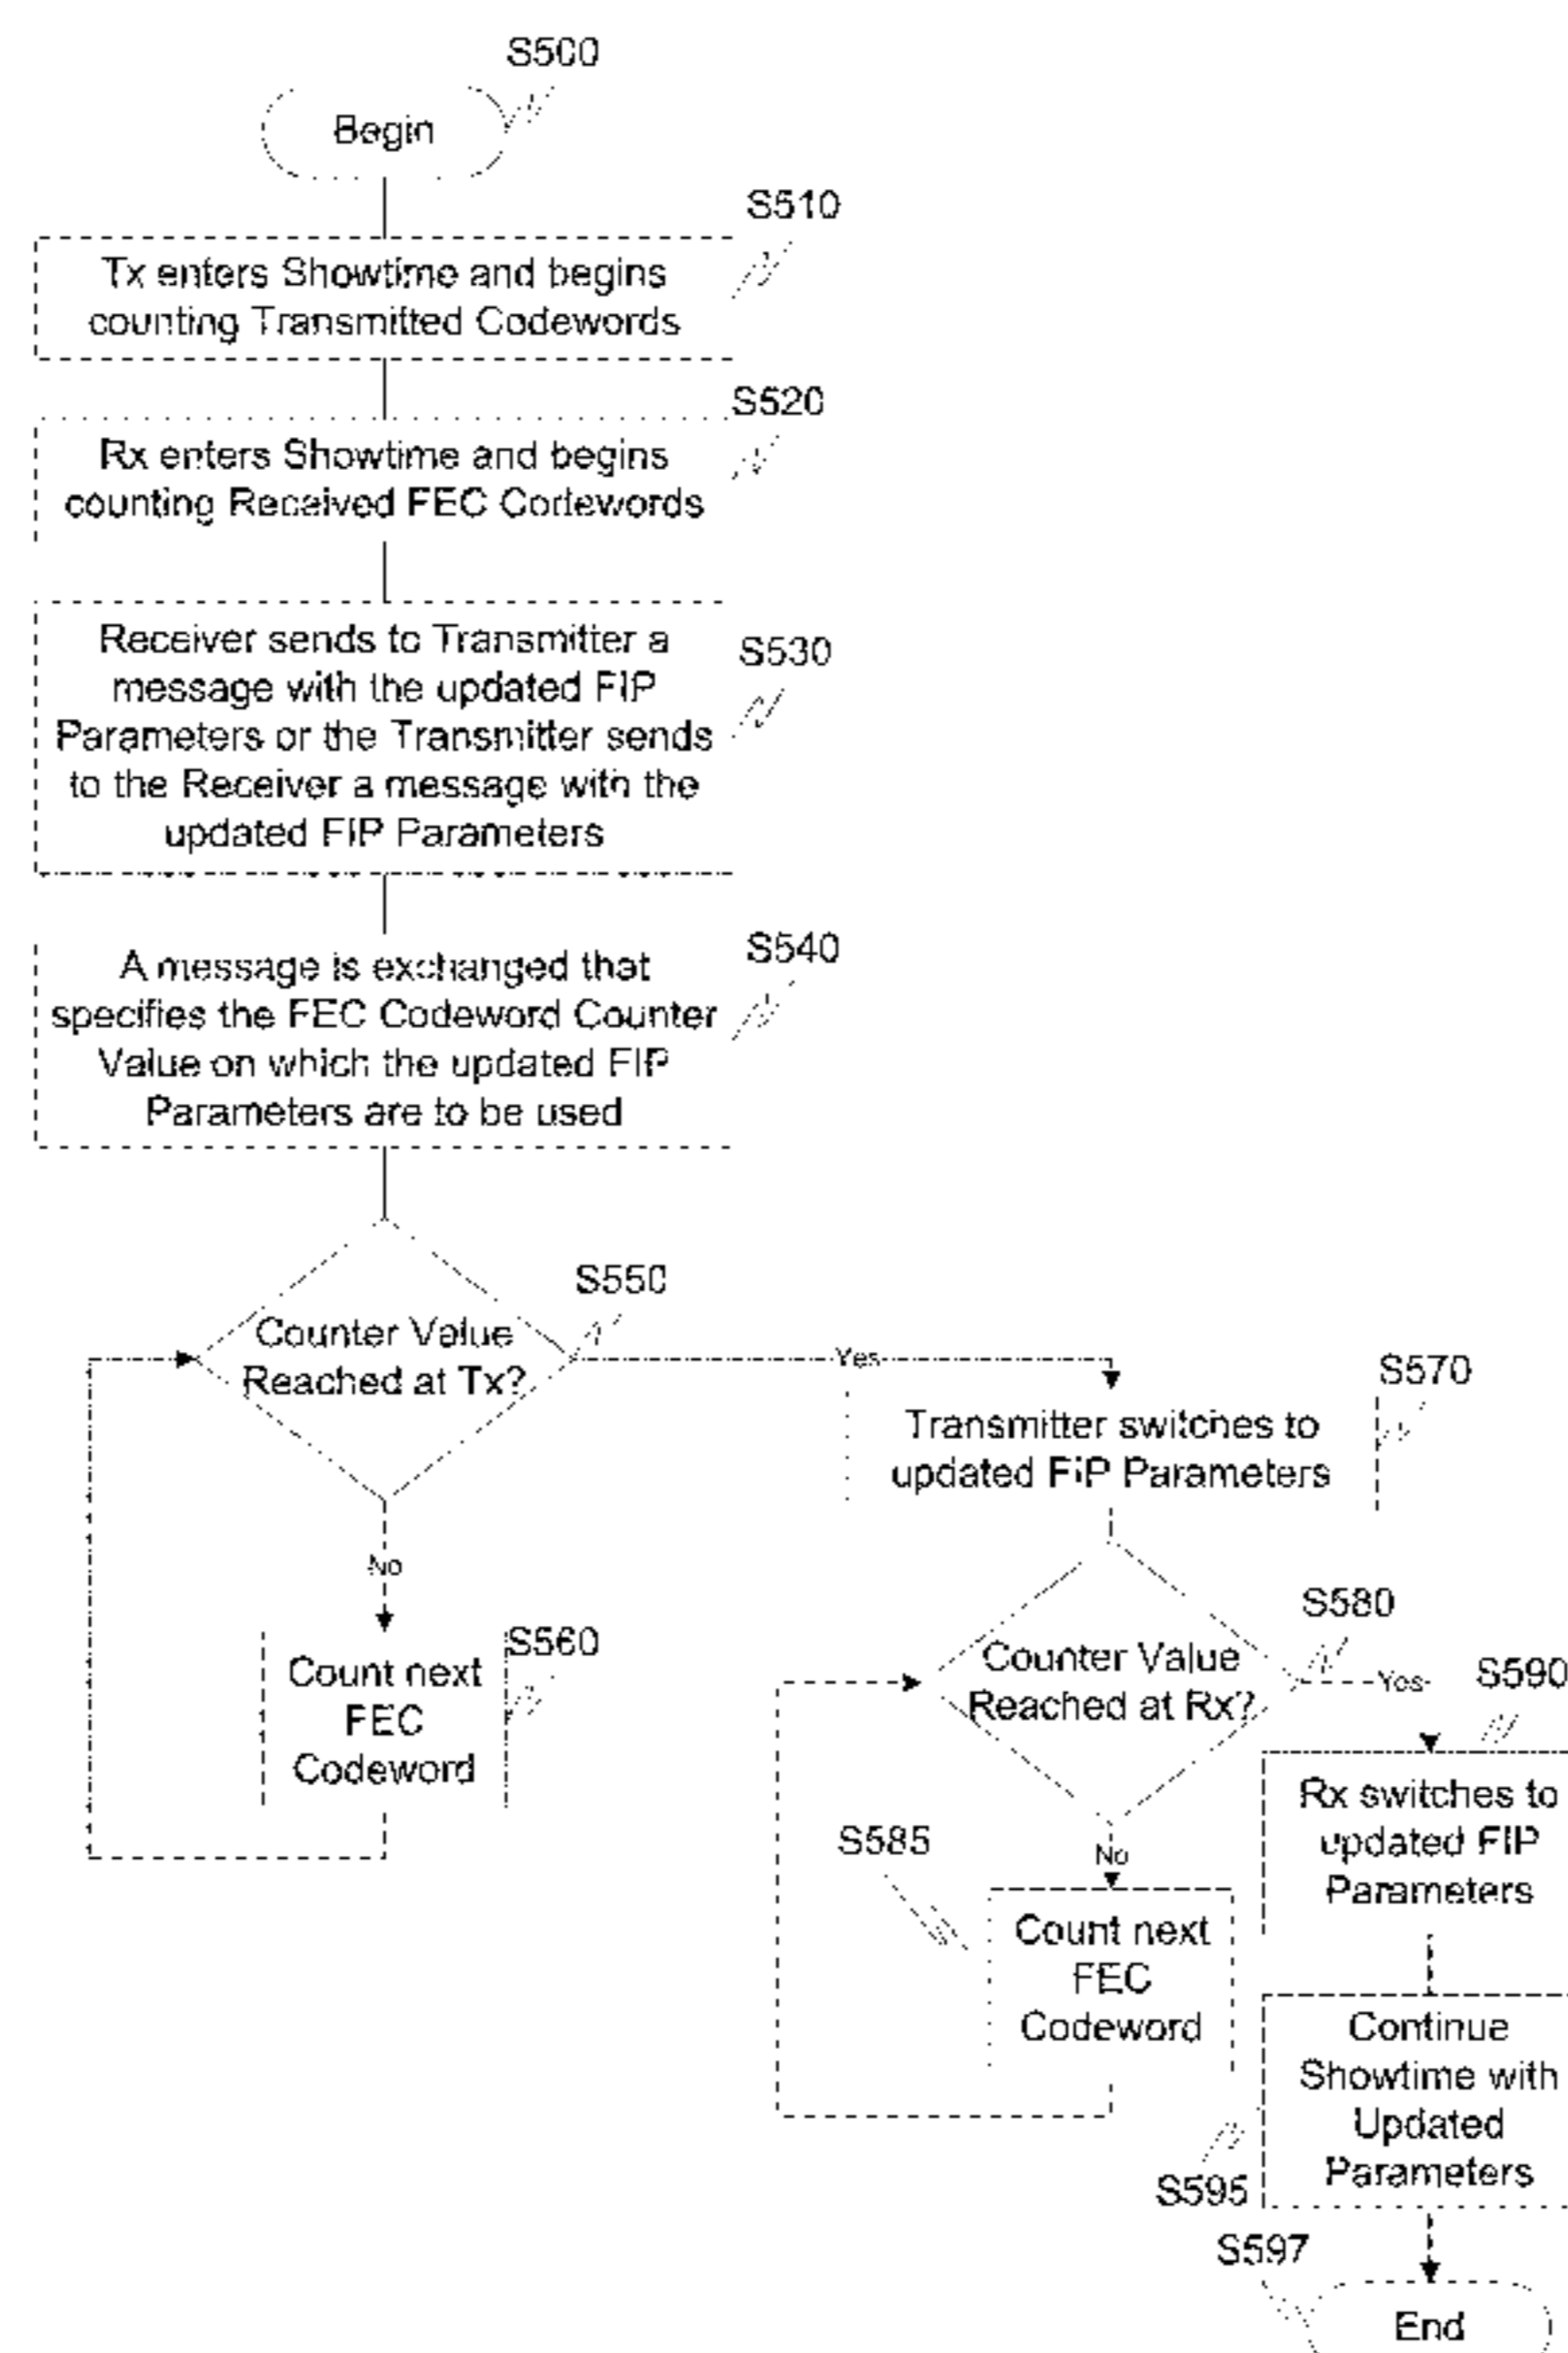 S500
Begin
S510
Tx enters Showtime and begins
counting Transmitted Codewords
S520
Rx enters Showtime and begins
counting Received FEC Codewords
S530
Receiver sends to Transmitter a
message with the updated FIP
Parameters or the Transmitter sends
to the Receiver a message with the
updated FIP Parameters
S540
A message is exchanged that
specifies the FEC Codeword Counter
Value on which the updated FIP
Parameters are to be used
S550
Counter Value
Reached at Tx?
Yes
No
S560
Count next
FEC
Codeword
S570
Transmitter switches to
updated FIP Parameters
S580
Counter Value
Reached at Rx?
Yes
No
S585
Count next
FEC
Codeword
S590
Rx switches to
updated FIP
Parameters
Continue
Showtime with
Updated
Parameters
S595
S597
End